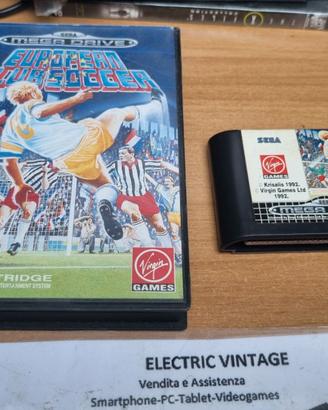 SEGA
MEGA DRIVE
EUROPEAN
CLUB SOCCER
Virgin
GAMES
TRIDGE
ENTERTAINMENT SYSTEM
SEGA
Virgin
GAMES
© Krisalis 1992.
© Virgin Games Ltd
1992.
MEGA
ELECTRIC VINTAGE
Vendita e Assistenza
Smartphone-PC-Tablet-Videogames